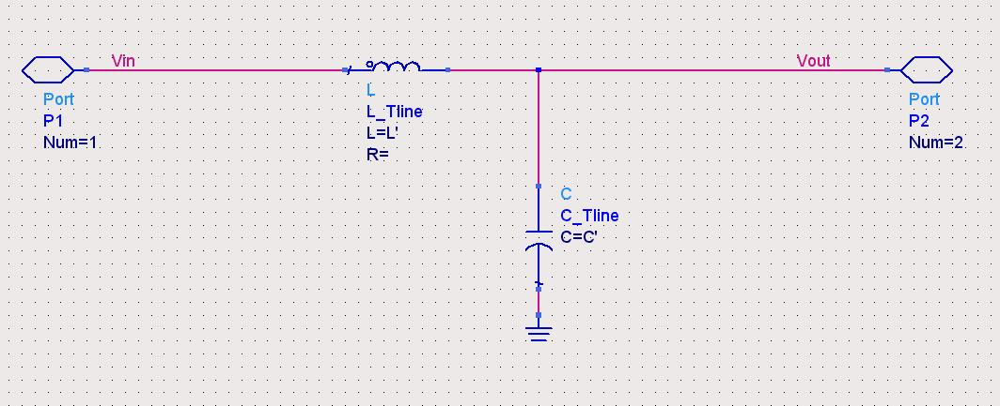 Vin
Vout
Port
P1
Num=1
L
L_Tline
L=L'
R=
Port
P2
Num=2
C
C_Tline
C=C'